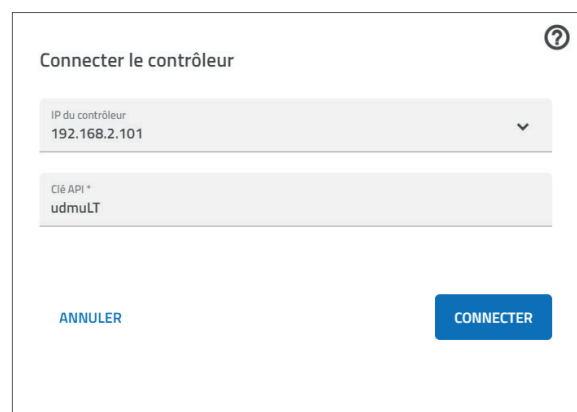 Connecter le contrôleur
IP du contrôleur
192.168.2.101
Clé API *
udmuLT
ANNULER
CONNECTER